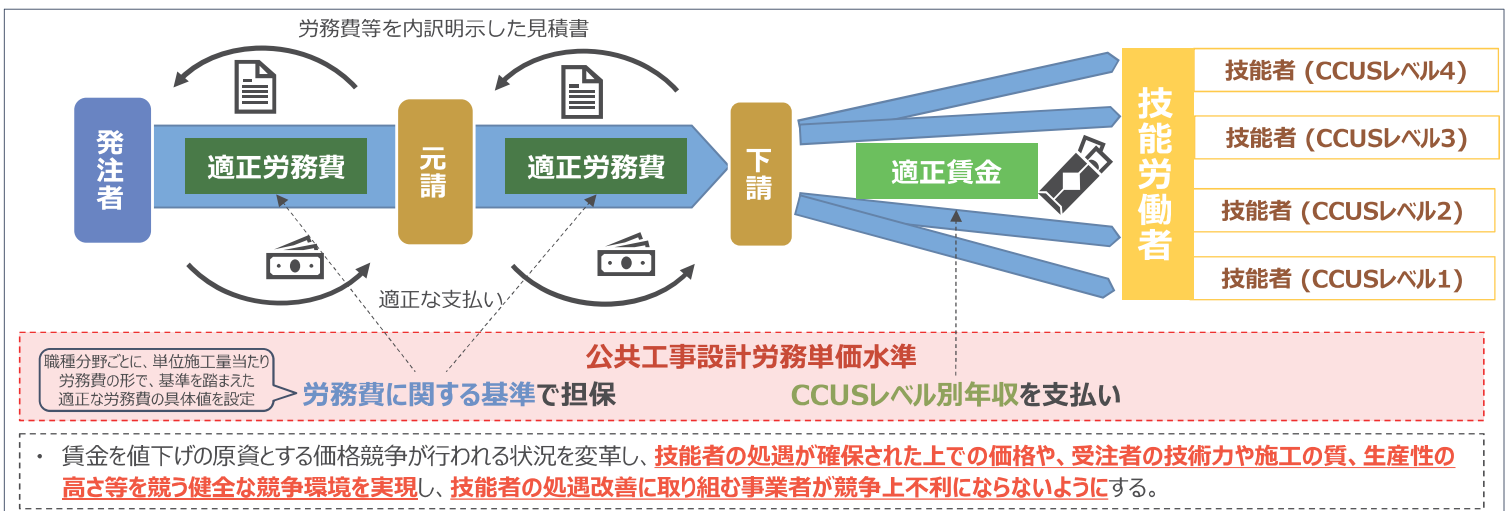 労務費等を内訳明示した見積書
発注者
適正労務費
元請
適正労務費
下請
適正賃金
技能労働者
技能者 (CCUSレベル4)
技能者 (CCUSレベル3)
技能者 (CCUSレベル2)
技能者 (CCUSレベル1)
適正な支払い
公共工事設計労務単価水準
職種分野ごとに、単位施工量当たり
労務費の形で、基準を踏まえた
適正な労務費の具体値を設定
労務費に関する基準で担保
CCUSレベル別年収を支払い
・ 賃金を値下げの原資とする価格競争が行われる状況を変革し、技能者の処遇が確保された上での価格や、受注者の技術力や施工の質、生産性の
高さ等を競う健全な競争環境を実現し、技能者の処遇改善に取り組む事業者が競争上不利にならないようにする。